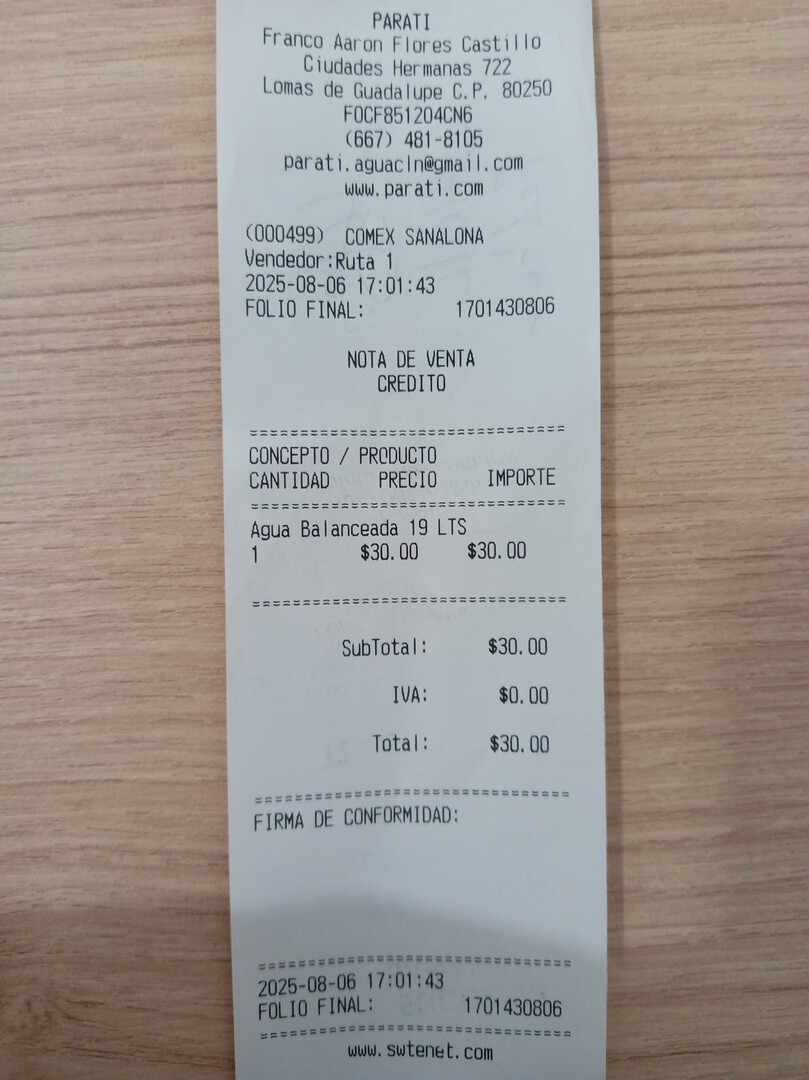 PARATI
Franco Aaron Flores Castillo
Ciudades Hermanas 722
Lomas de Guadalupe C.P. 80250
FOCF851204CN6
(667) 481-8105
parati.aguacln@gmail.com
www.parati.com
(000499) COMEX SANALONA
Vendedor:Ruta 1
2025-08-06 17:01:43
FOLIO FINAL: 1701430806
NOTA DE VENTA
CREDITO
================================
CONCEPTO / PRODUCTO
CANTIDAD PRECIO IMPORTE
================================
Agua Balanceada 19 LTS
1 $30.00 $30.00
================================
SubTotal: $30.00
IVA: $0.00
Total: $30.00
================================
FIRMA DE CONFORMIDAD:
================================
2025-08-06 17:01:43
FOLIO FINAL: 1701430806
================================
www.swtenet.com